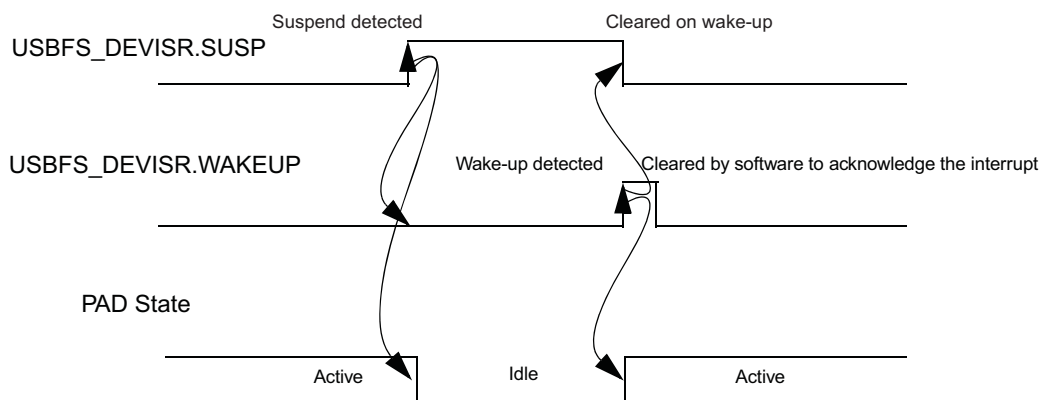 Suspend detected
Cleared on wake-up
USBFS_DEVISR.SUSP
USBFS_DEVISR.WAKEUP
Wake-up detected
Cleared by software to acknowledge the interrupt
PAD State
Active
Idle
Active